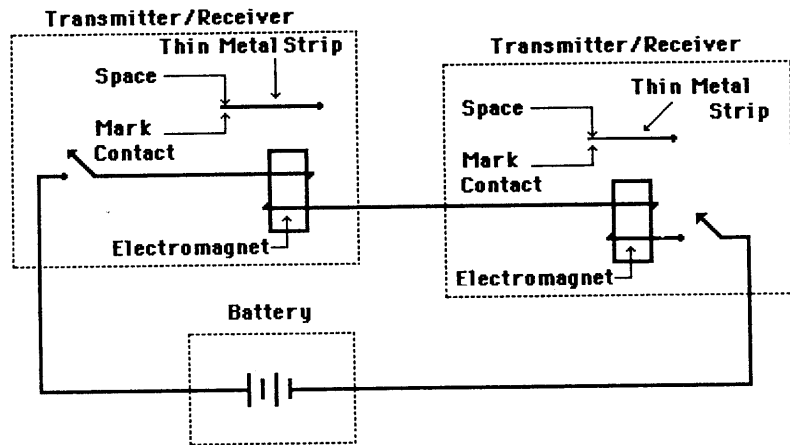 Transmitter/Receiver
Thin Metal Strip
Space
Mark
Contact
Electromagnet
Transmitter/Receiver
Thin Metal
Strip
Space
Mark
Contact
Electromagnet
Battery